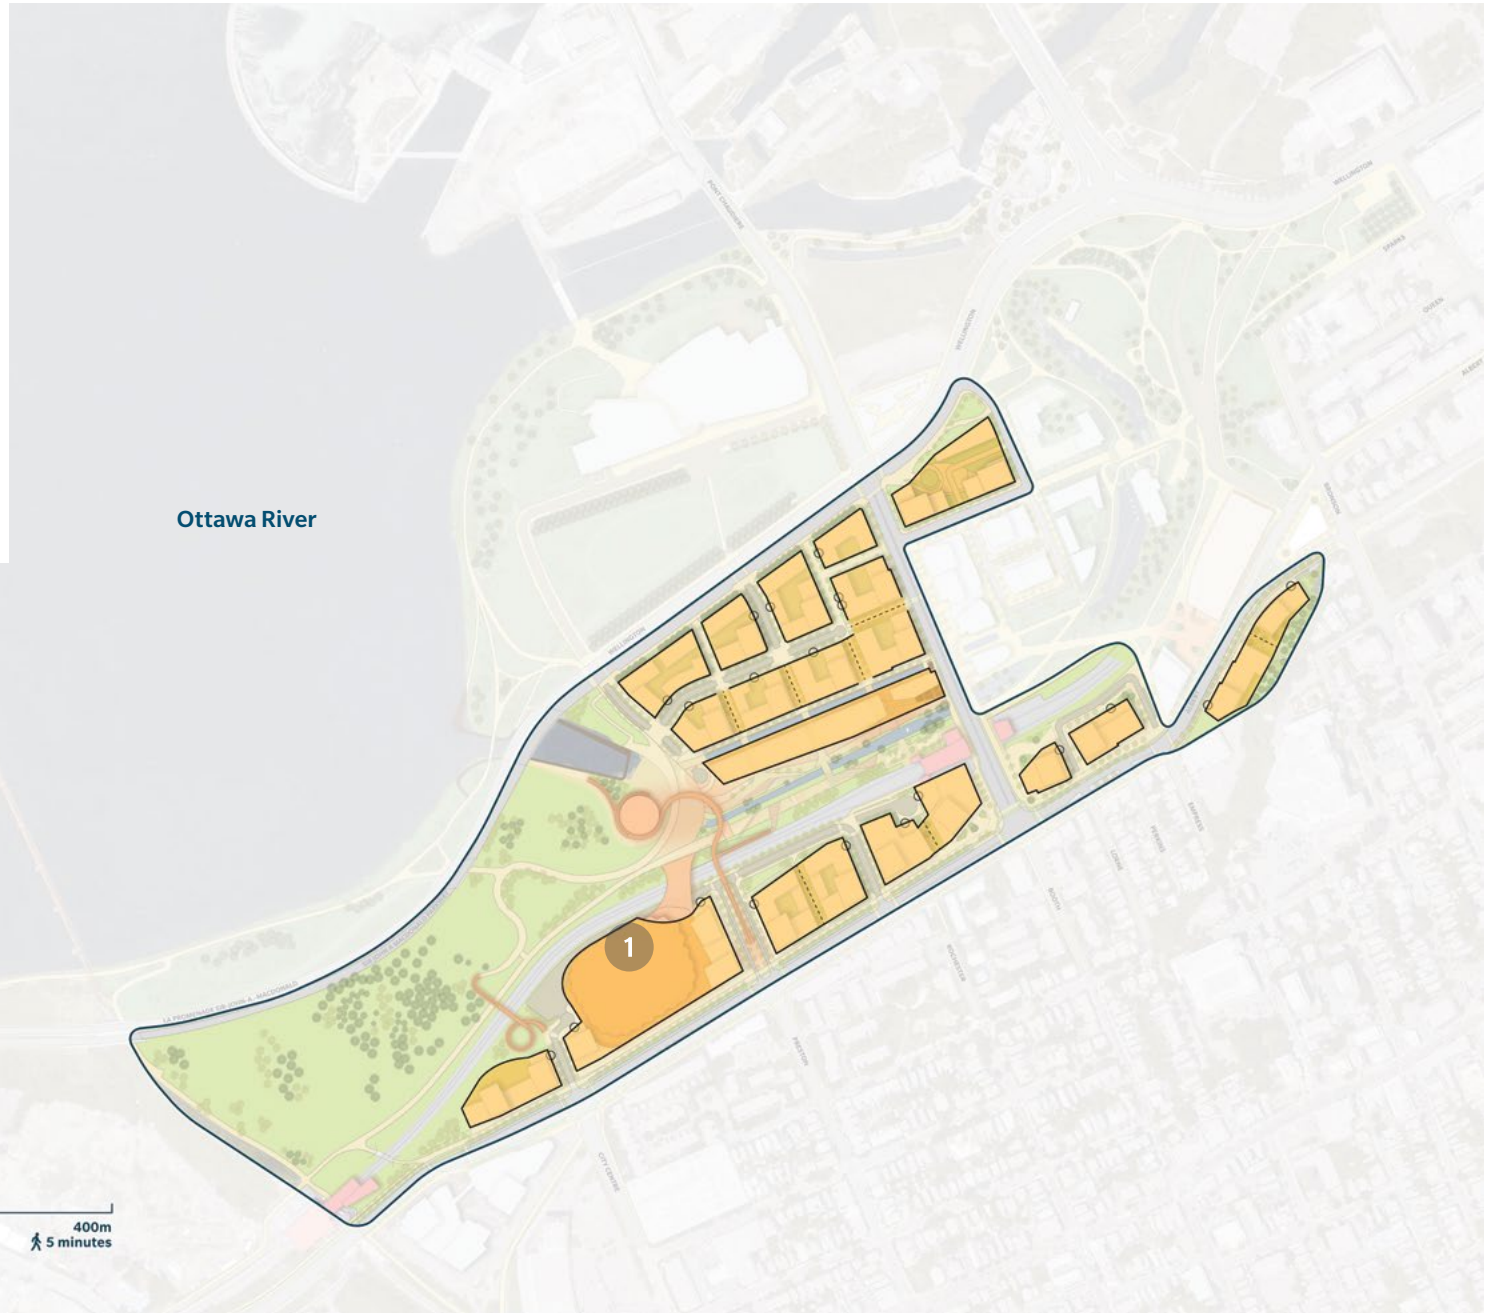 PONT CHAUDIERE
WELLINGTON
SPARKS
QUEEN
ALBERT
WELLINGTON
BRONSON
Ottawa River
WELLINGTON
EMPRESS
PERKINS
LORNE
BOOTH
1
ROCHESTER
LA PROMENADE SIR-JOHN-A.-MACDONALD
PRESTON
CITY CENTRE
400m
5 minutes